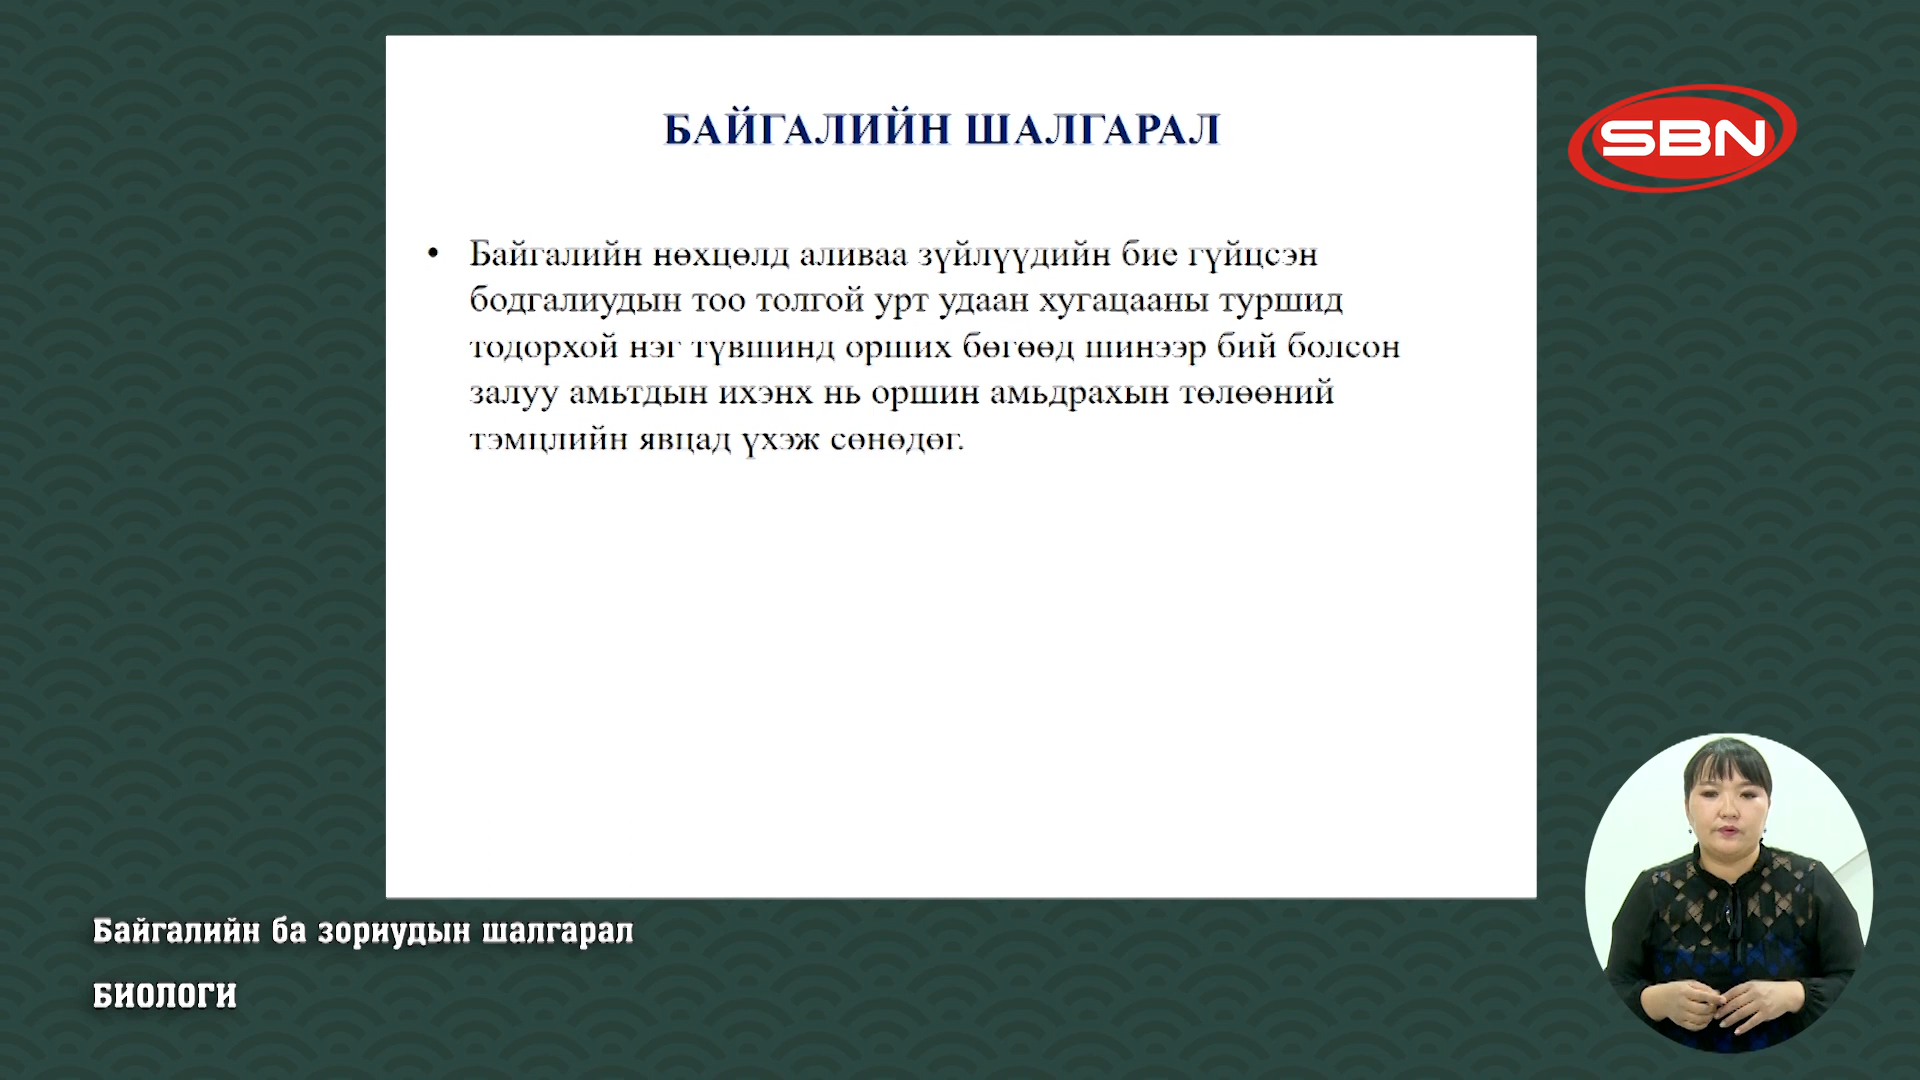 БАЙГАЛИЙН ШАЛГАРАЛ
SBN
• Байгалийн нөхцөлд аливаа зүйлүүдийн бие гүйцсэн
бодгалиудын тоо толгой урт удаан хугацааны туршид
тодорхой нэг түвшинд орших бөгөөд шинээр бий болсон
залуу амьтдын ихэнх нь оршин амьдрахын төлөөний
тэмцлийн явцад үхэж сөнөдөг.
Байгалийн ба зориудын шалгарал
БИОЛОГИ